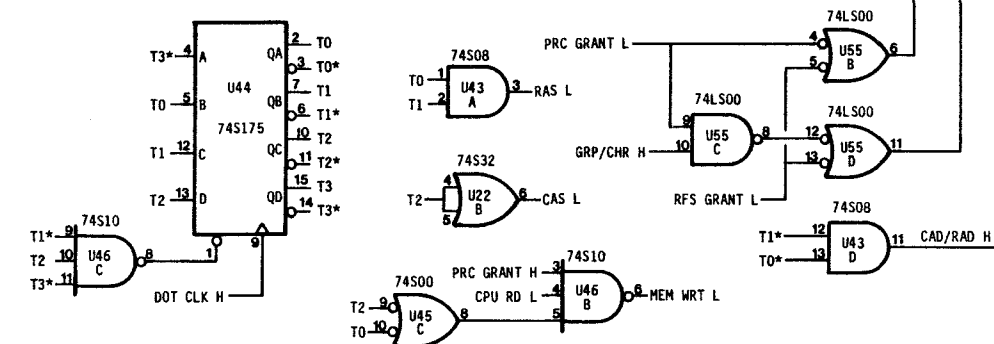 T3* 4 A QA 2 T0
3 T0*
T0 5 B QB 7 T1
6 T1*
T1 12 C QC 10 T2
11 T2*
T2 13 D QD 15 T3
14 T3*
U44
74S175
1 9
DOT CLK H
74S10
T1* 9
T2 10
T3* 11
U46
C
8
74S08
T0 1
T1 2
U43
A
3 RAS L
74S32
T2 4
5
U22
B
6 CAS L
74S00
T2 9
T0 10
U45
C
8
74S10
PRC GRANT H 3
CPU RD L 4
5
U46
B
6 MEM WRT L
74LS00
PRC GRANT L 4
5
U55
B
6
74LS00
9
GRP/CHR H 10
U55
C
8
74LS00
12
13
U55
D
11
RFS GRANT L
74S08
T1* 12
T0* 13
U43
D
11 CAD/RAD H